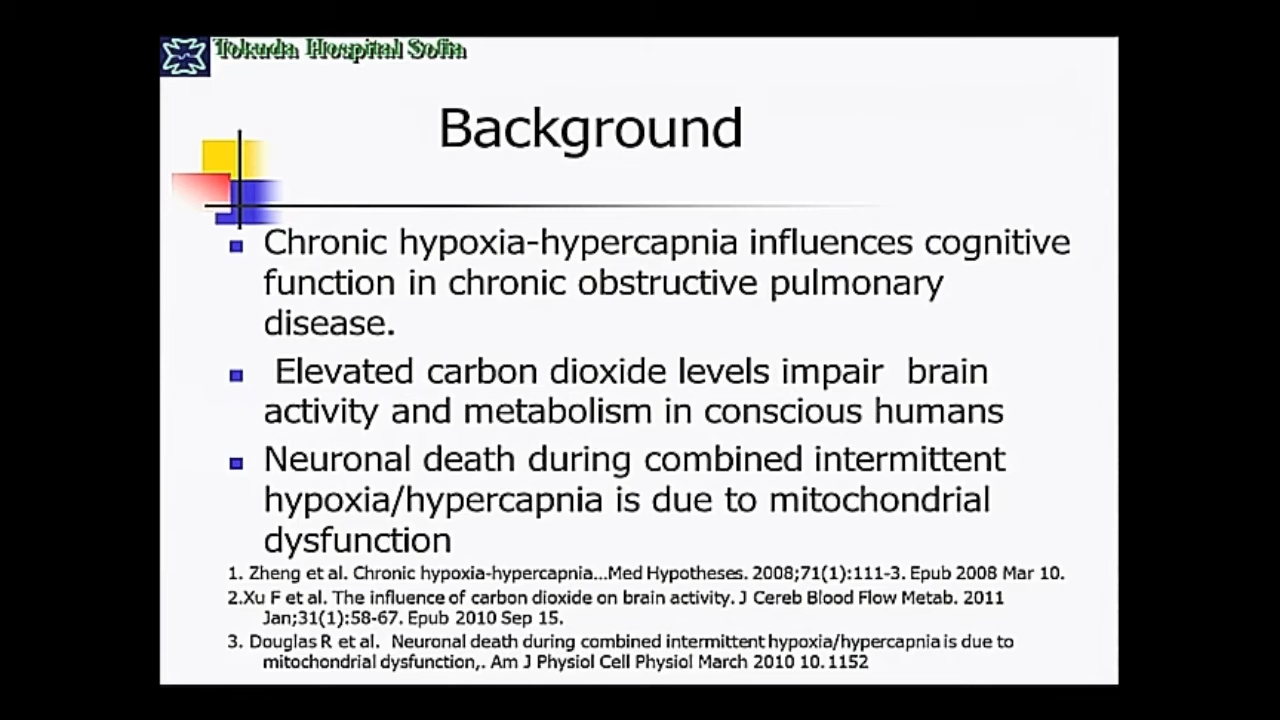 Tokuda Hospital Sofia
Background
Chronic hypoxia-hypercapnia influences cognitive
function in chronic obstructive pulmonary
disease.
Elevated carbon dioxide levels impair brain
activity and metabolism in conscious humans
Neuronal death during combined intermittent
hypoxia/hypercapnia is due to mitochondrial
dysfunction
1. Zheng et al. Chronic hypoxia-hypercapnia...Med Hypotheses. 2008;71(1):111-3. Epub 2008 Mar 10.
2.Xu F et al. The influence of carbon dioxide on brain activity. J Cereb Blood Flow Metab. 2011
Jan;31(1):58-67. Epub 2010 Sep 15.
3. Douglas R et al. Neuronal death during combined intermittent hypoxia/hypercapnia is due to
mitochondrial dysfunction,. Am J Physiol Cell Physiol March 2010 10.1152